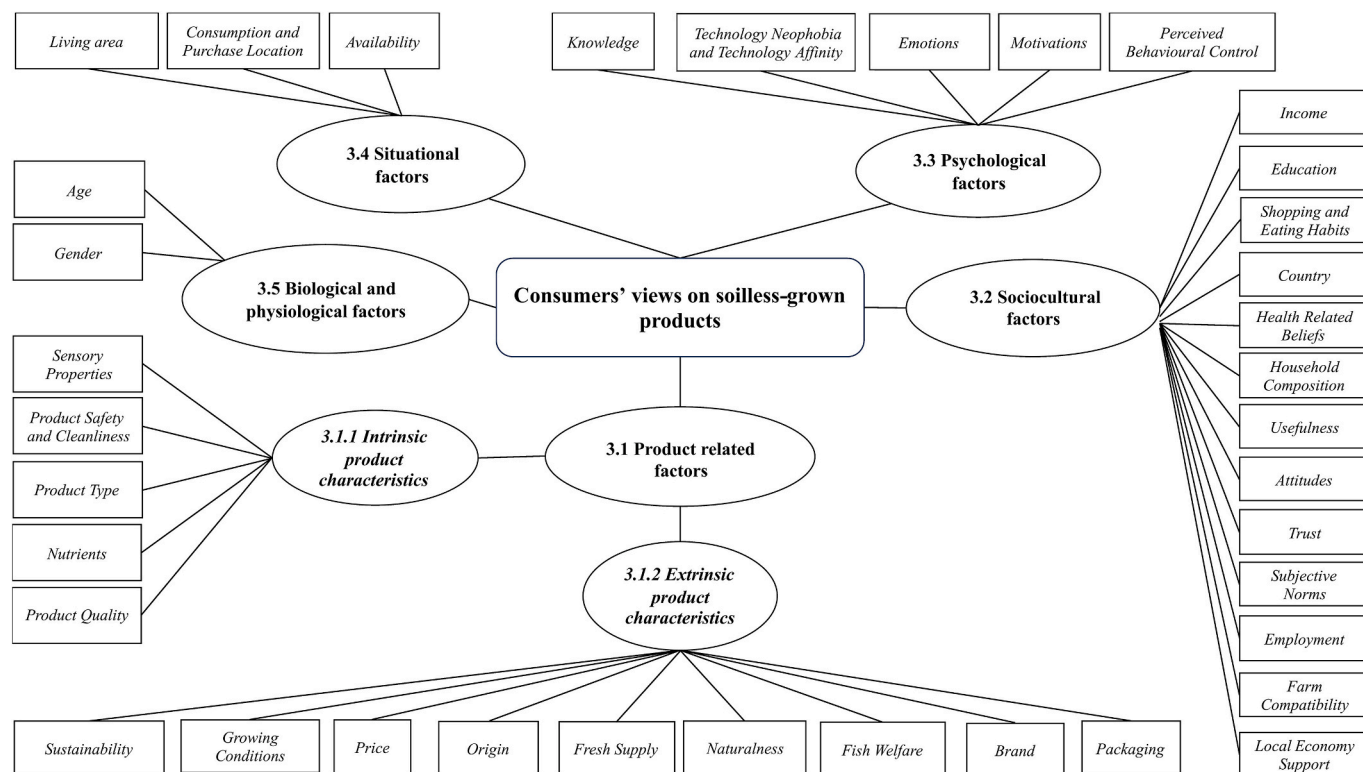 Living area
Consumption and
Purchase Location
Availability
Knowledge
Technology Neophobia
and Technology Affinity
Emotions
Motivations
Perceived
Behavioural Control
3.4 Situational
factors
3.3 Psychological
factors
Age
Gender
3.5 Biological and
physiological factors
Consumers’ views on soilless-grown
products
3.2 Sociocultural
factors
Income
Education
Shopping and
Eating Habits
Country
Health Related
Beliefs
Household
Composition
Usefulness
Attitudes
Trust
Subjective
Norms
Employment
Farm
Compatibility
Local Economy
Support
Sensory
Properties
Product Safety
and Cleanliness
Product Type
Nutrients
Product Quality
3.1.1 Intrinsic
product
characteristics
3.1 Product related
factors
3.1.2 Extrinsic
product
characteristics
Sustainability
Growing
Conditions
Price
Origin
Fresh Supply
Naturalness
Fish Welfare
Brand
Packaging